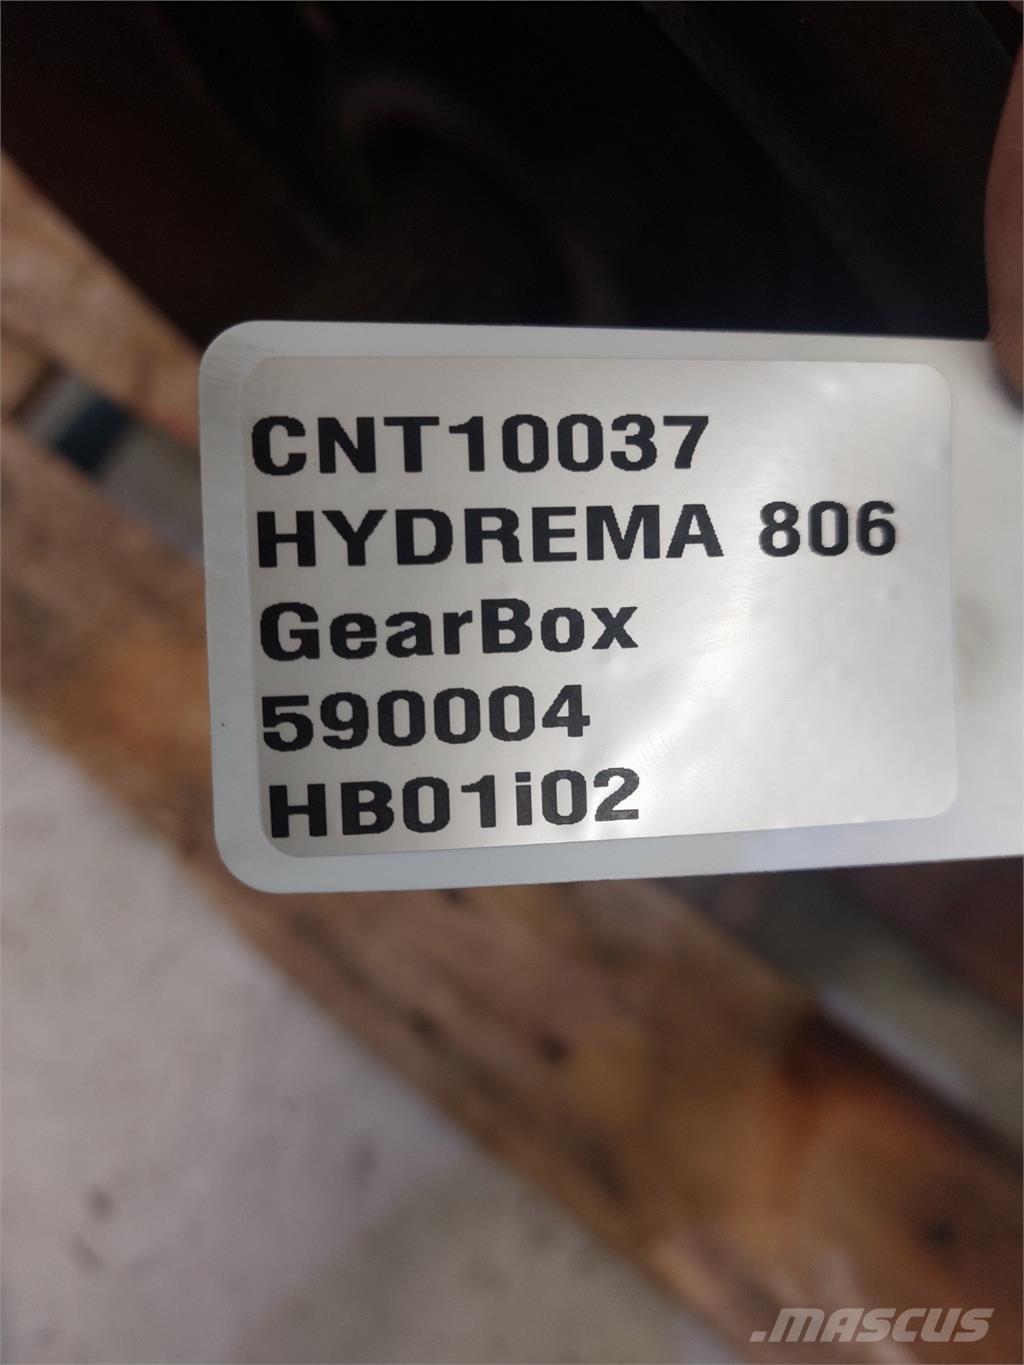 CNT10037
HYDREMA 806
GearBox
590004
HB01i02
.MASCUS